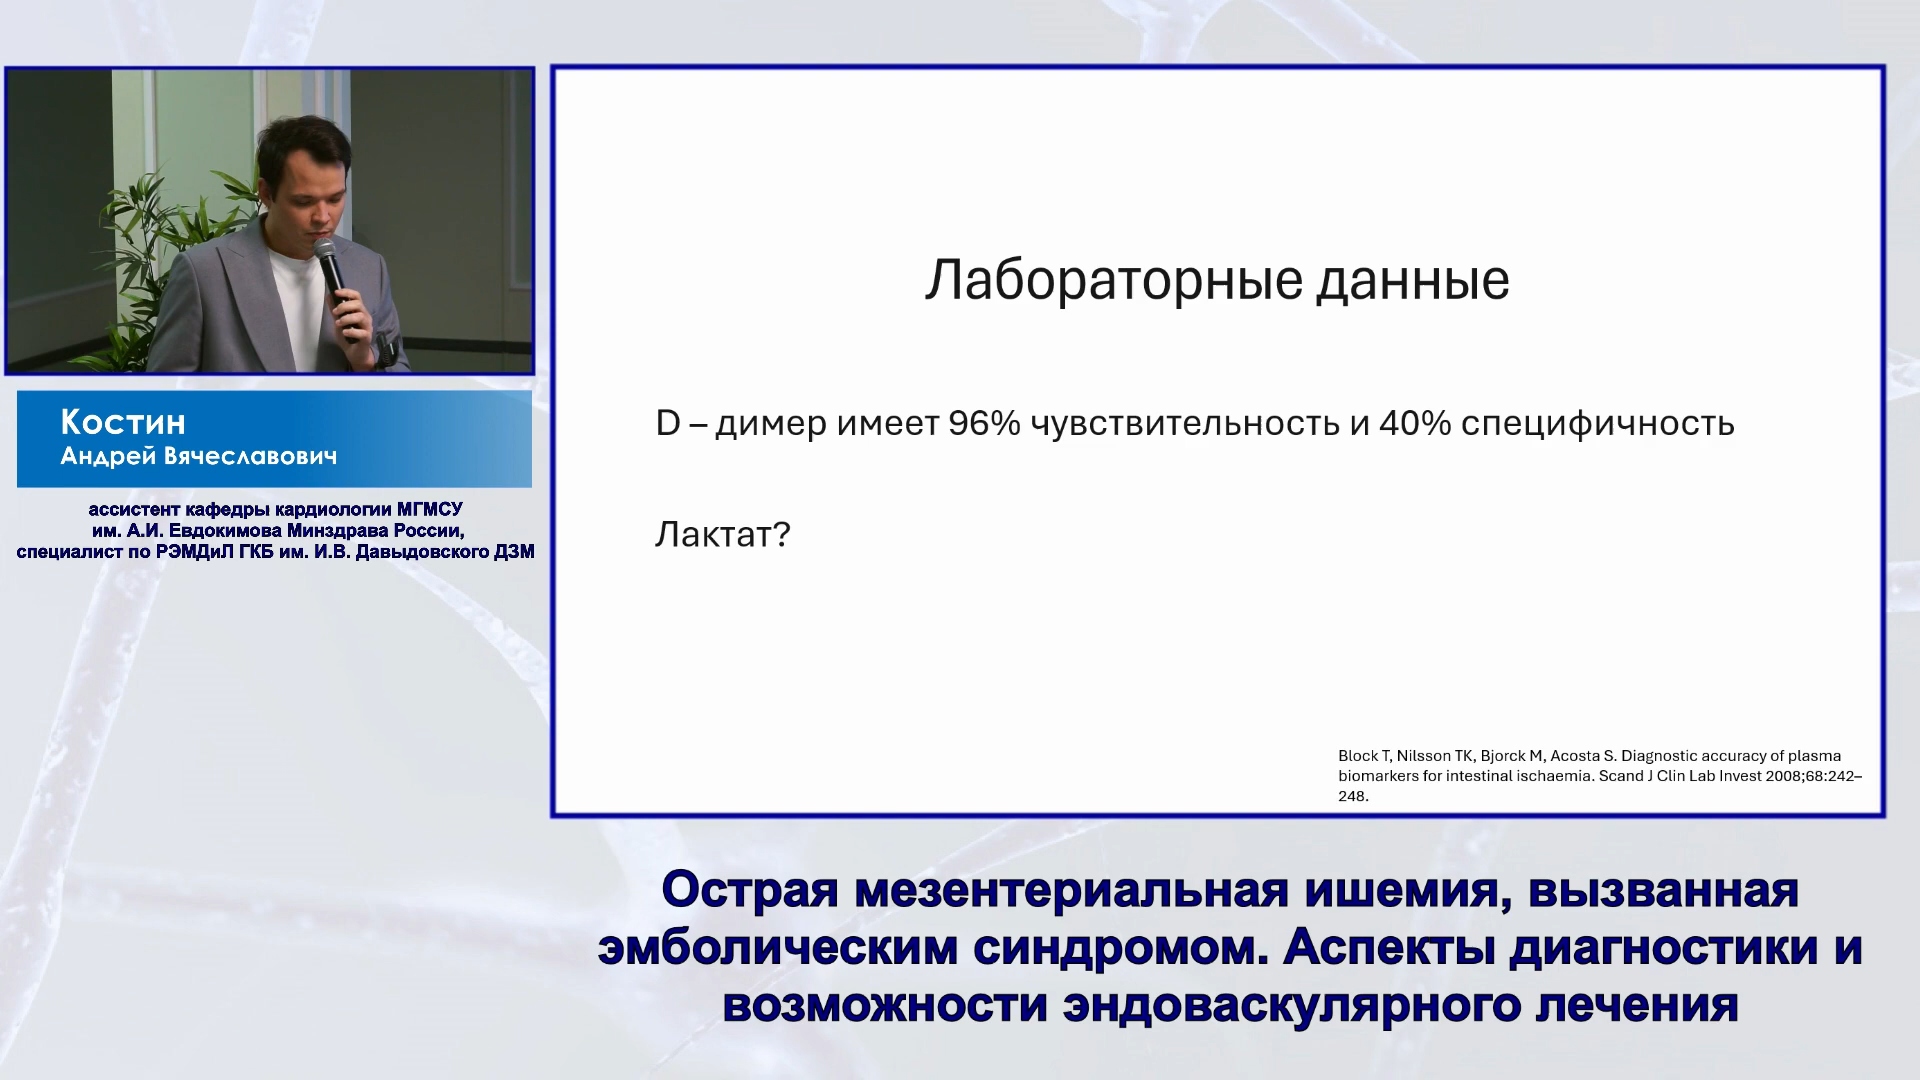 Костин
Андрей Вячеславович
ассистент кафедры кардиологии МГМСУ
им. А.И. Евдокимова Минздрава России,
специалист по РЭМДиЛ ГКБ им. И.В. Давыдовского ДЗМ
Лабораторные данные
D – димер имеет 96% чувствительность и 40% специфичность
Лактат?
Block T, Nilsson TK, Bjorck M, Acosta S. Diagnostic accuracy of plasma
biomarkers for intestinal ischaemia. Scand J Clin Lab Invest 2008;68:242–
248.
Острая мезентериальная ишемия, вызванная
эмболическим синдромом. Аспекты диагностики и
возможности эндоваскулярного лечения